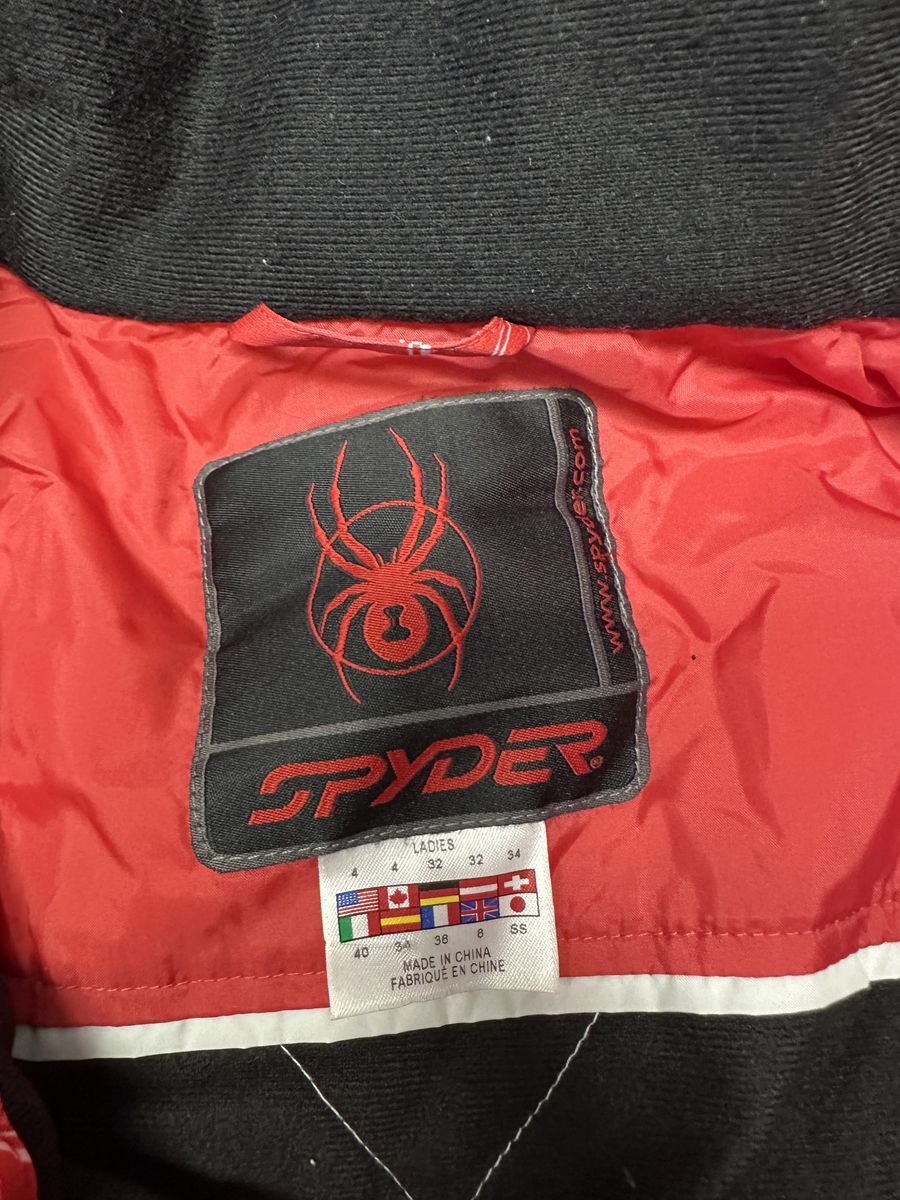 www.spyder.com
SPYDER®
LADIES
4 4 32 32 34
40 34 36 6 SS
MADE IN CHINA
FABRIQUÉ EN CHINE